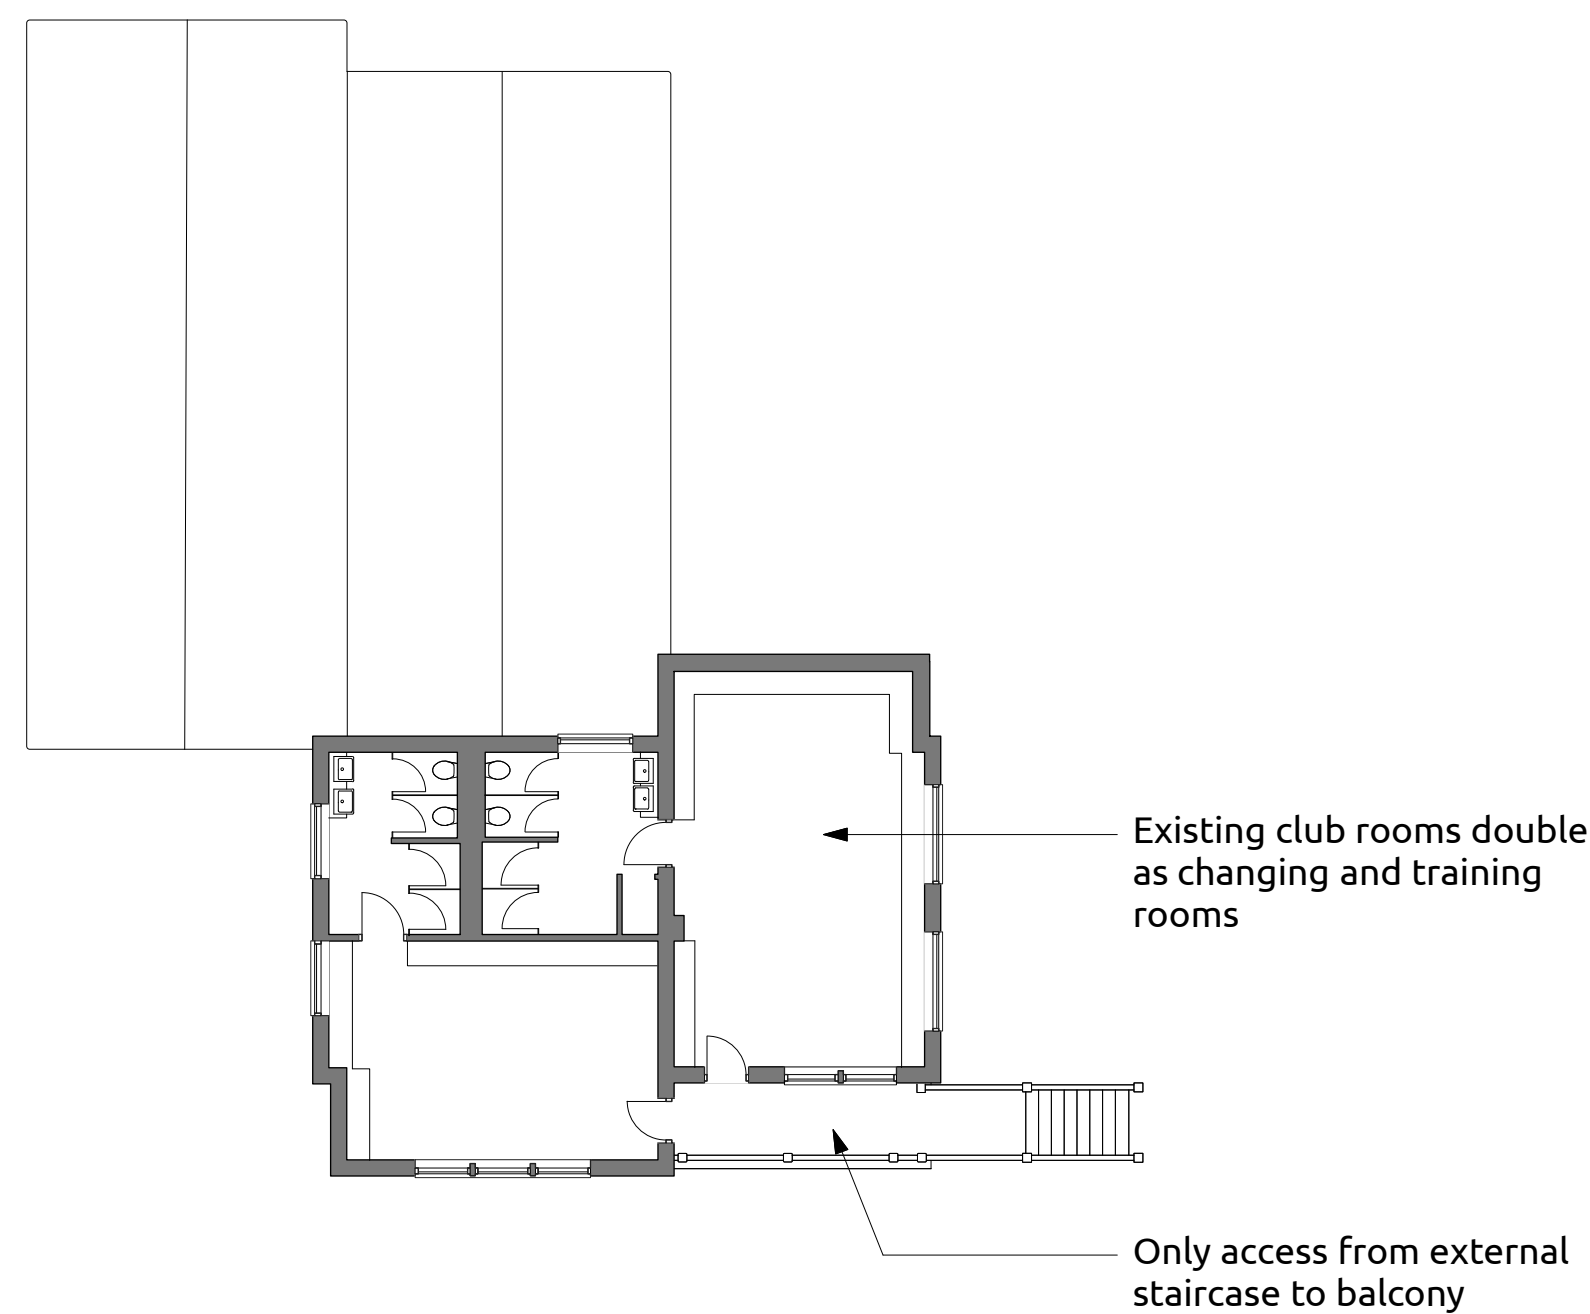 Existing club rooms double
as changing and training
rooms
Only access from external
staircase to balcony